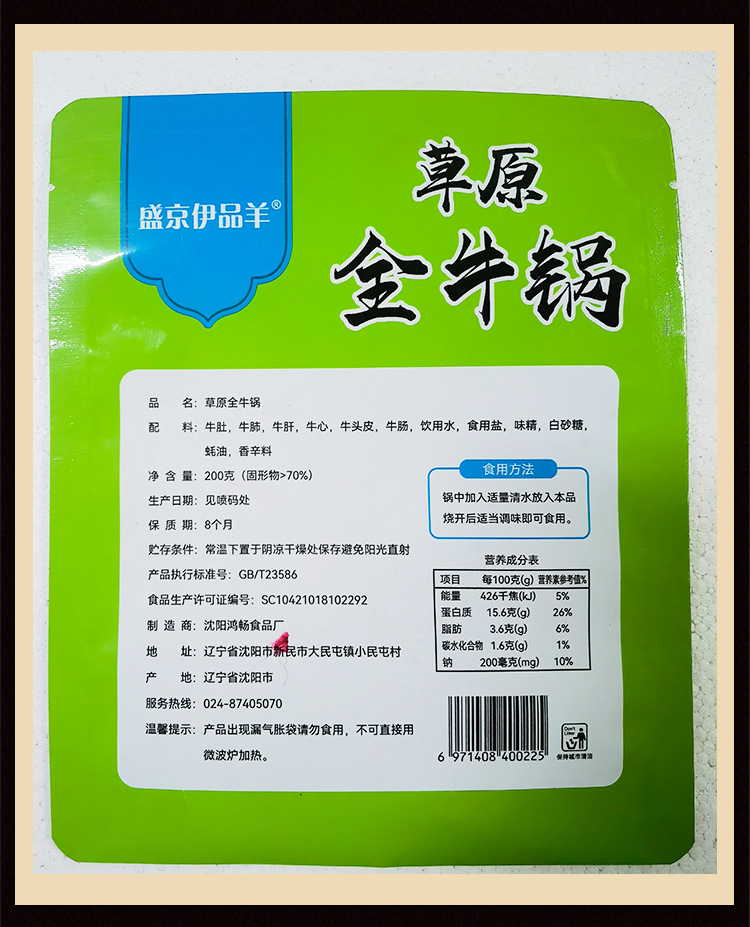 盛京伊品羊®
草原
全牛锅
品 名：草原全牛锅
配 料：牛肚，牛肺，牛肝，牛心，牛头皮，牛肠，饮用水，食用盐，味精，白砂糖，
蚝油，香辛料
净 含 量：200克（固形物>70%）
生产日期：见喷码处
保 质 期：8个月
贮存条件：常温下置于阴凉干燥处保存避免阳光直射
产品执行标准号：GB/T23586
食品生产许可证编号：SC10421018102292
制 造 商：沈阳鸿畅食品厂
地 址：辽宁省沈阳市新民市大民屯镇小民屯村
产 地：辽宁省沈阳市
服务热线：024-87405070
温馨提示：产品出现漏气胀袋请勿食用，不可直接用
微波炉加热。
食用方法
锅中加入适量清水放入本品
烧开后适当调味即可食用。
营养成分表
项目 每100克(g) 营养素参考值%
能量 426千焦(kJ) 5%
蛋白质 15.6克(g) 26%
脂肪 3.6克(g) 6%
碳水化合物 1.6克(g) 1%
钠 200毫克(mg) 10%
6 971408 400225
Don't
Litter
保持城市清洁